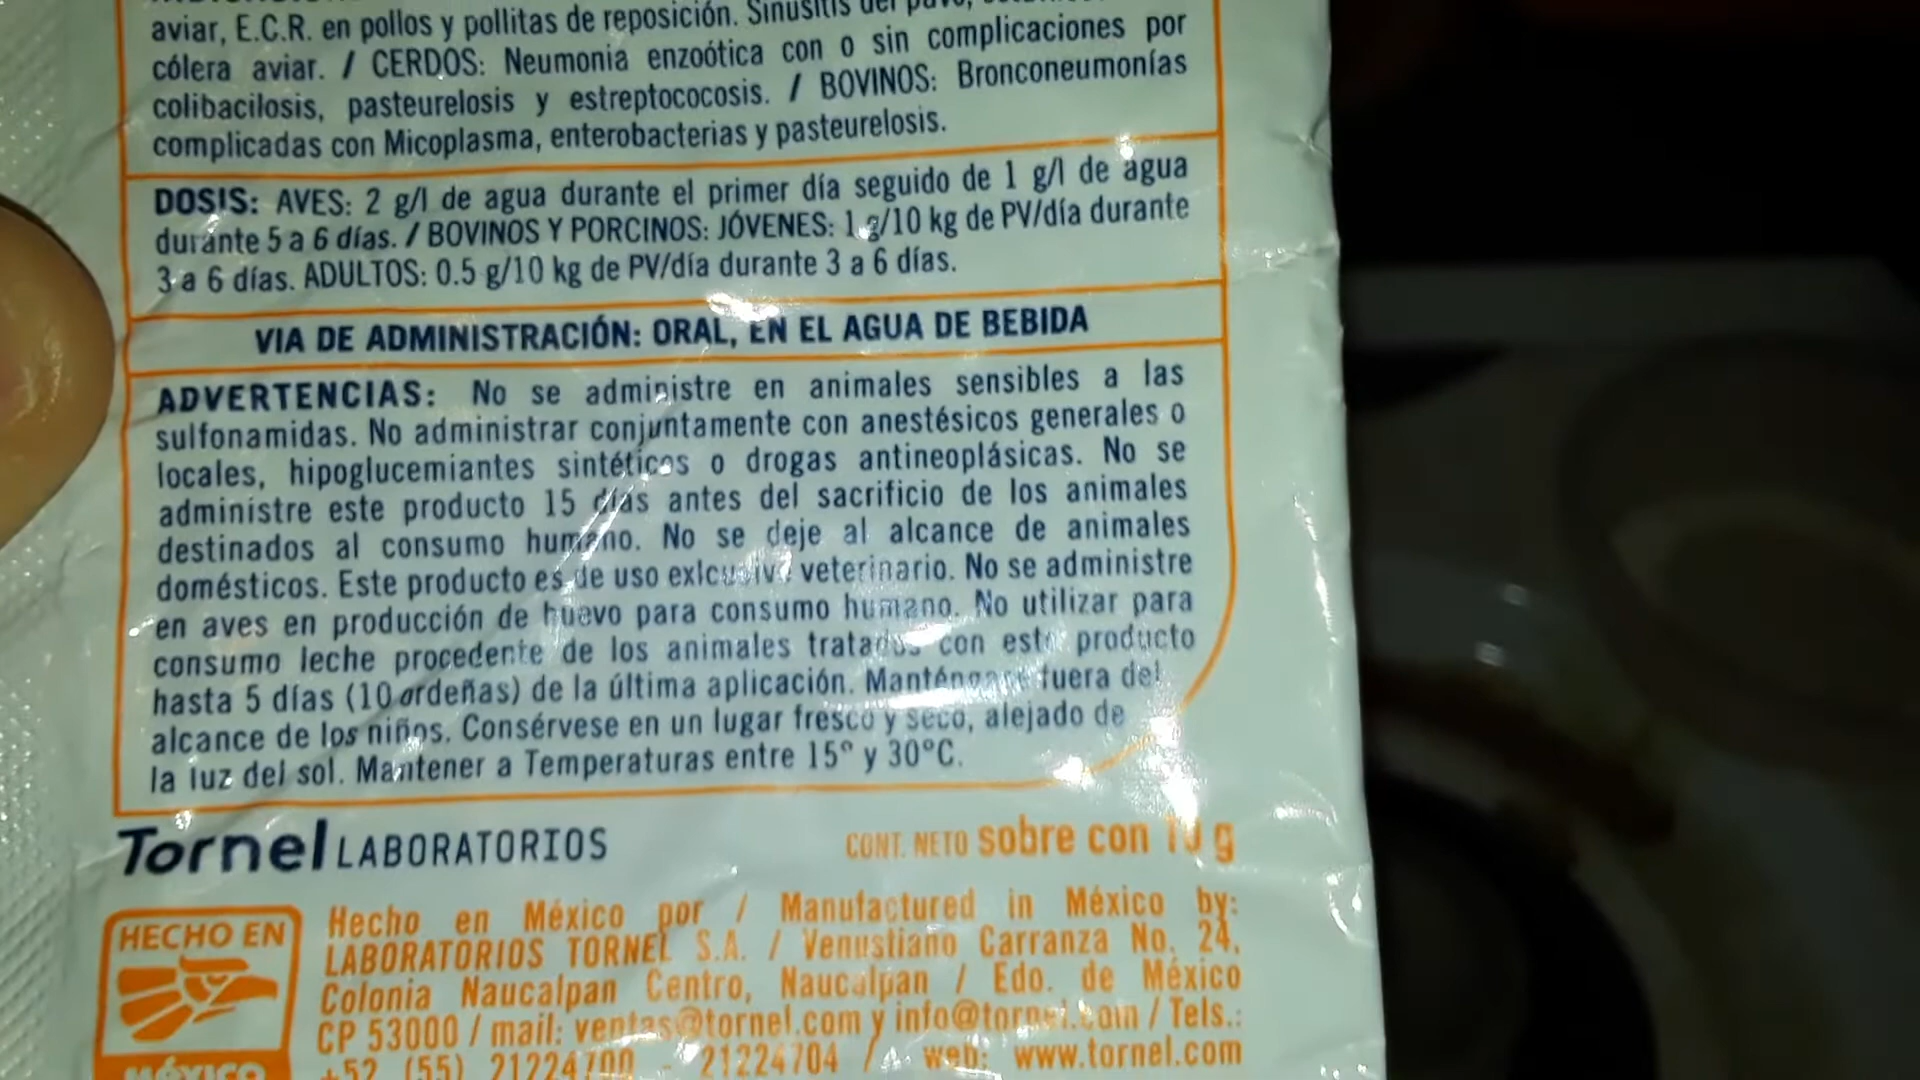 aviar, E.C.R. en pollos y pollitas de reposición. Sinusitis del
cólera aviar. / CERDOS: Neumonia enzoótica con o sin complicaciones por
colibacilosis, pasteurelosis y estreptococosis. / BOVINOS: Bronconeumonías
complicadas con Micoplasma, enterobacterias y pasteurelosis.
DOSIS: AVES: 2 g/l de agua durante el primer día seguido de 1 g/l de agua
durante 5 a 6 días. / BOVINOS Y PORCINOS: JÓVENES: 1 g/10 kg de PV/día durante
3 a 6 días. ADULTOS: 0.5 g/10 kg de PV/día durante 3 a 6 días.
VIA DE ADMINISTRACIÓN: ORAL, EN EL AGUA DE BEBIDA
ADVERTENCIAS: No se administre en animales sensibles a las
sulfonamidas. No administrar conjuntamente con anestésicos generales o
locales, hipoglucemiantes sintéticos o drogas antineoplásicas. No se
administre este producto 15 días antes del sacrificio de los animales
destinados al consumo humano. No se deje al alcance de animales
domésticos. Este producto es de uso exlcusivo veterinario. No se administre
en aves en producción de huevo para consumo humano. No utilizar para
consumo leche procedente de los animales tratados con este producto
hasta 5 días (10 ordeñas) de la última aplicación. Manténgase fuera del
alcance de los niños. Consérvese en un lugar fresco y seco, alejado de
la luz del sol. Mantener a Temperaturas entre 15° y 30°C.
Tornel LABORATORIOS
CONT. NETO sobre con 10 g
HECHO EN
MÉXICO
Hecho en México por / Manufactured in México by:
LABORATORIOS TORNEL S.A. / Venustiano Carranza No. 24,
Colonia Naucalpan Centro, Naucalpan / Edo. de México
CP 53000 / mail: ventas@tornel.com y info@tornel.com / Tels.:
+52 (55) 21224700 - 21224704 / web: www.tornel.com